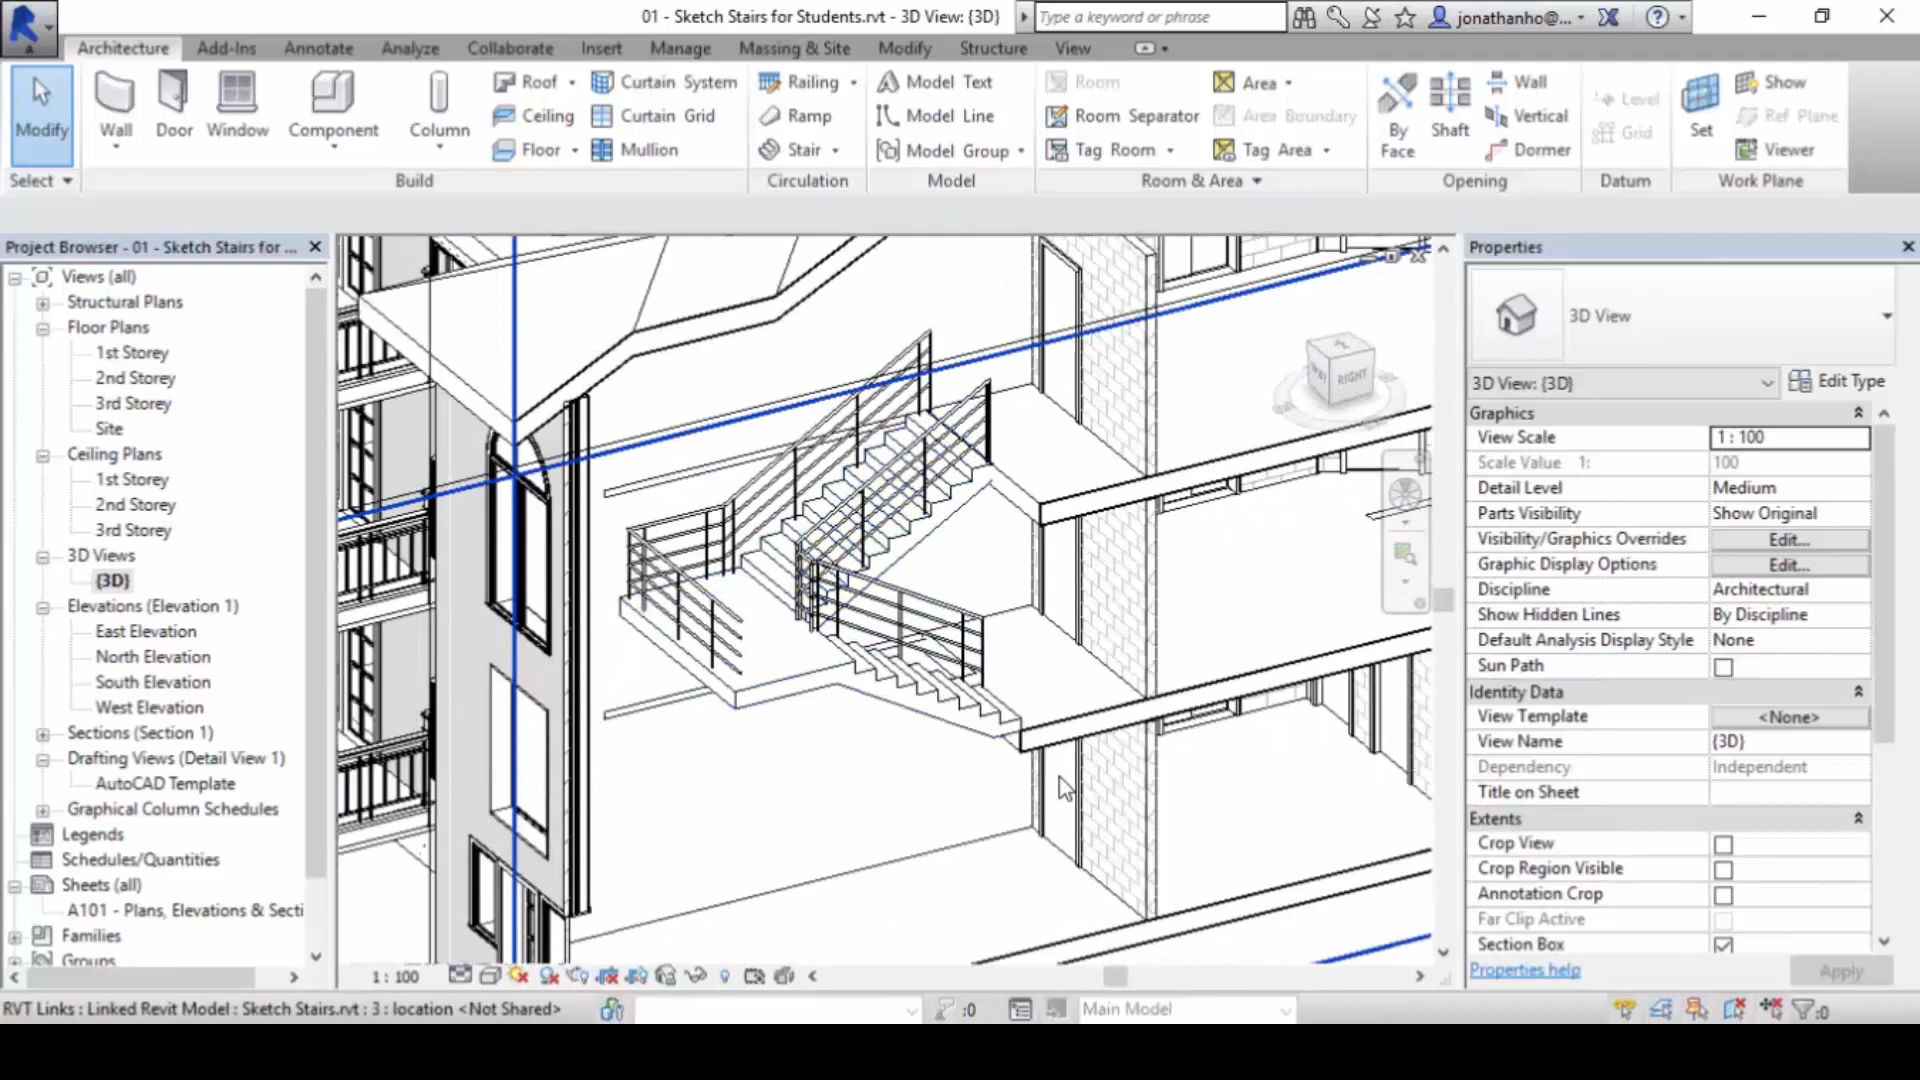 01 - Sketch Stairs for Students.rvt - 3D View: {3D}
Type a keyword or phrase
jonathanho@...
Architecture Add-Ins Annotate Analyze Collaborate Insert Manage Massing & Site Modify Structure View
Modify
Wall
Door
Window
Component
Column
Roof
Ceiling
Floor
Curtain System
Curtain Grid
Mullion
Railing
Ramp
Stair
Model Text
Model Line
Model Group
Room
Room Separator
Tag Room
Area
Area Boundary
Tag Area
By Face
Shaft
Wall
Vertical
Dormer
Level
Grid
Set
Show
Ref Plane
Viewer
Select Build Circulation Model Room & Area Opening Datum Work Plane
Project Browser - 01 - Sketch Stairs for ...
Views (all)
Structural Plans
Floor Plans
1st Storey
2nd Storey
3rd Storey
Site
Ceiling Plans
1st Storey
2nd Storey
3rd Storey
3D Views
{3D}
Elevations (Elevation 1)
East Elevation
North Elevation
South Elevation
West Elevation
Sections (Section 1)
Drafting Views (Detail View 1)
AutoCAD Template
Graphical Column Schedules
Legends
Schedules/Quantities
Sheets (all)
A101 - Plans, Elevations & Secti
Families
Groups
RIGHT
1 : 100
Properties
3D View
3D View: {3D} Edit Type
Graphics
View Scale 1 : 100
Scale Value 1: 100
Detail Level Medium
Parts Visibility Show Original
Visibility/Graphics Overrides Edit...
Graphic Display Options Edit...
Discipline Architectural
Show Hidden Lines By Discipline
Default Analysis Display Style None
Sun Path
Identity Data
View Template <None>
View Name {3D}
Dependency Independent
Title on Sheet
Extents
Crop View
Crop Region Visible
Annotation Crop
Far Clip Active
Section Box
Properties help Apply
RVT Links : Linked Revit Model : Sketch Stairs.rvt : 3 : location <Not Shared>
:0
Main Model
:0